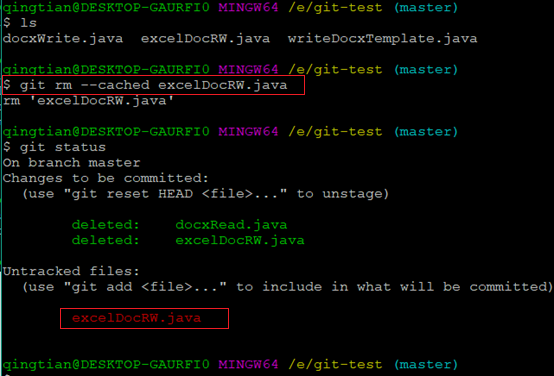 qingtian@DESKTOP-GAURFI0 MINGW64 /e/git-test (master)
$ ls
docxWrite.java  excelDocRW.java  writeDocxTemplate.java
qingtian@DESKTOP-GAURFI0 MINGW64 /e/git-test (master)
$ git rm --cached excelDocRW.java
rm 'excelDocRW.java'
qingtian@DESKTOP-GAURFI0 MINGW64 /e/git-test (master)
$ git status
On branch master
Changes to be committed:
  (use "git reset HEAD <file>..." to unstage)
        deleted:    docxRead.java
        deleted:    excelDocRW.java
Untracked files:
  (use "git add <file>..." to include in what will be committed)
        excelDocRW.java
qingtian@DESKTOP-GAURFI0 MINGW64 /e/git-test (master)